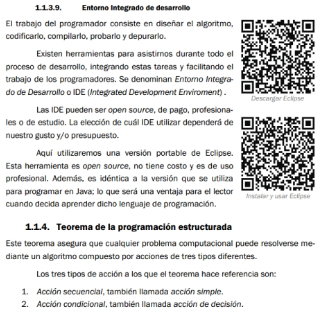 1.1.3.9. Entorno Integrado de desarrollo
El trabajo del programador consiste en diseñar el algoritmo,
codificarlo, compilarlo, probarlo y depurarlo.
Existen herramientas para asistirnos durante todo el
proceso de desarrollo, integrando estas tareas y facilitando el
trabajo de los programadores. Se denominan Entorno Integra-
do de Desarrollo o IDE (Integrated Development Enviroment) .
Descargar Eclipse
Las IDE pueden ser open source, de pago, profesiona-
les o de estudio. La elección de cuál IDE utilizar dependerá de
nuestro gusto y/o presupuesto.
Aquí utilizaremos una versión portable de Eclipse.
Esta herramienta es open source, no tiene costo y es de uso
profesional. Además, es idéntica a la versión que se utiliza
para programar en Java; lo que será una ventaja para el lector
cuando decida aprender dicho lenguaje de programación.
Instalar y usar Eclipse
1.1.4. Teorema de la programación estructurada
Este teorema asegura que cualquier problema computacional puede resolverse me-
diante un algoritmo compuesto por acciones de tres tipos diferentes.
Los tres tipos de acción a los que el teorema hace referencia son:
1. Acción secuencial, también llamada acción simple.
2. Acción condicional, también llamada acción de decisión.